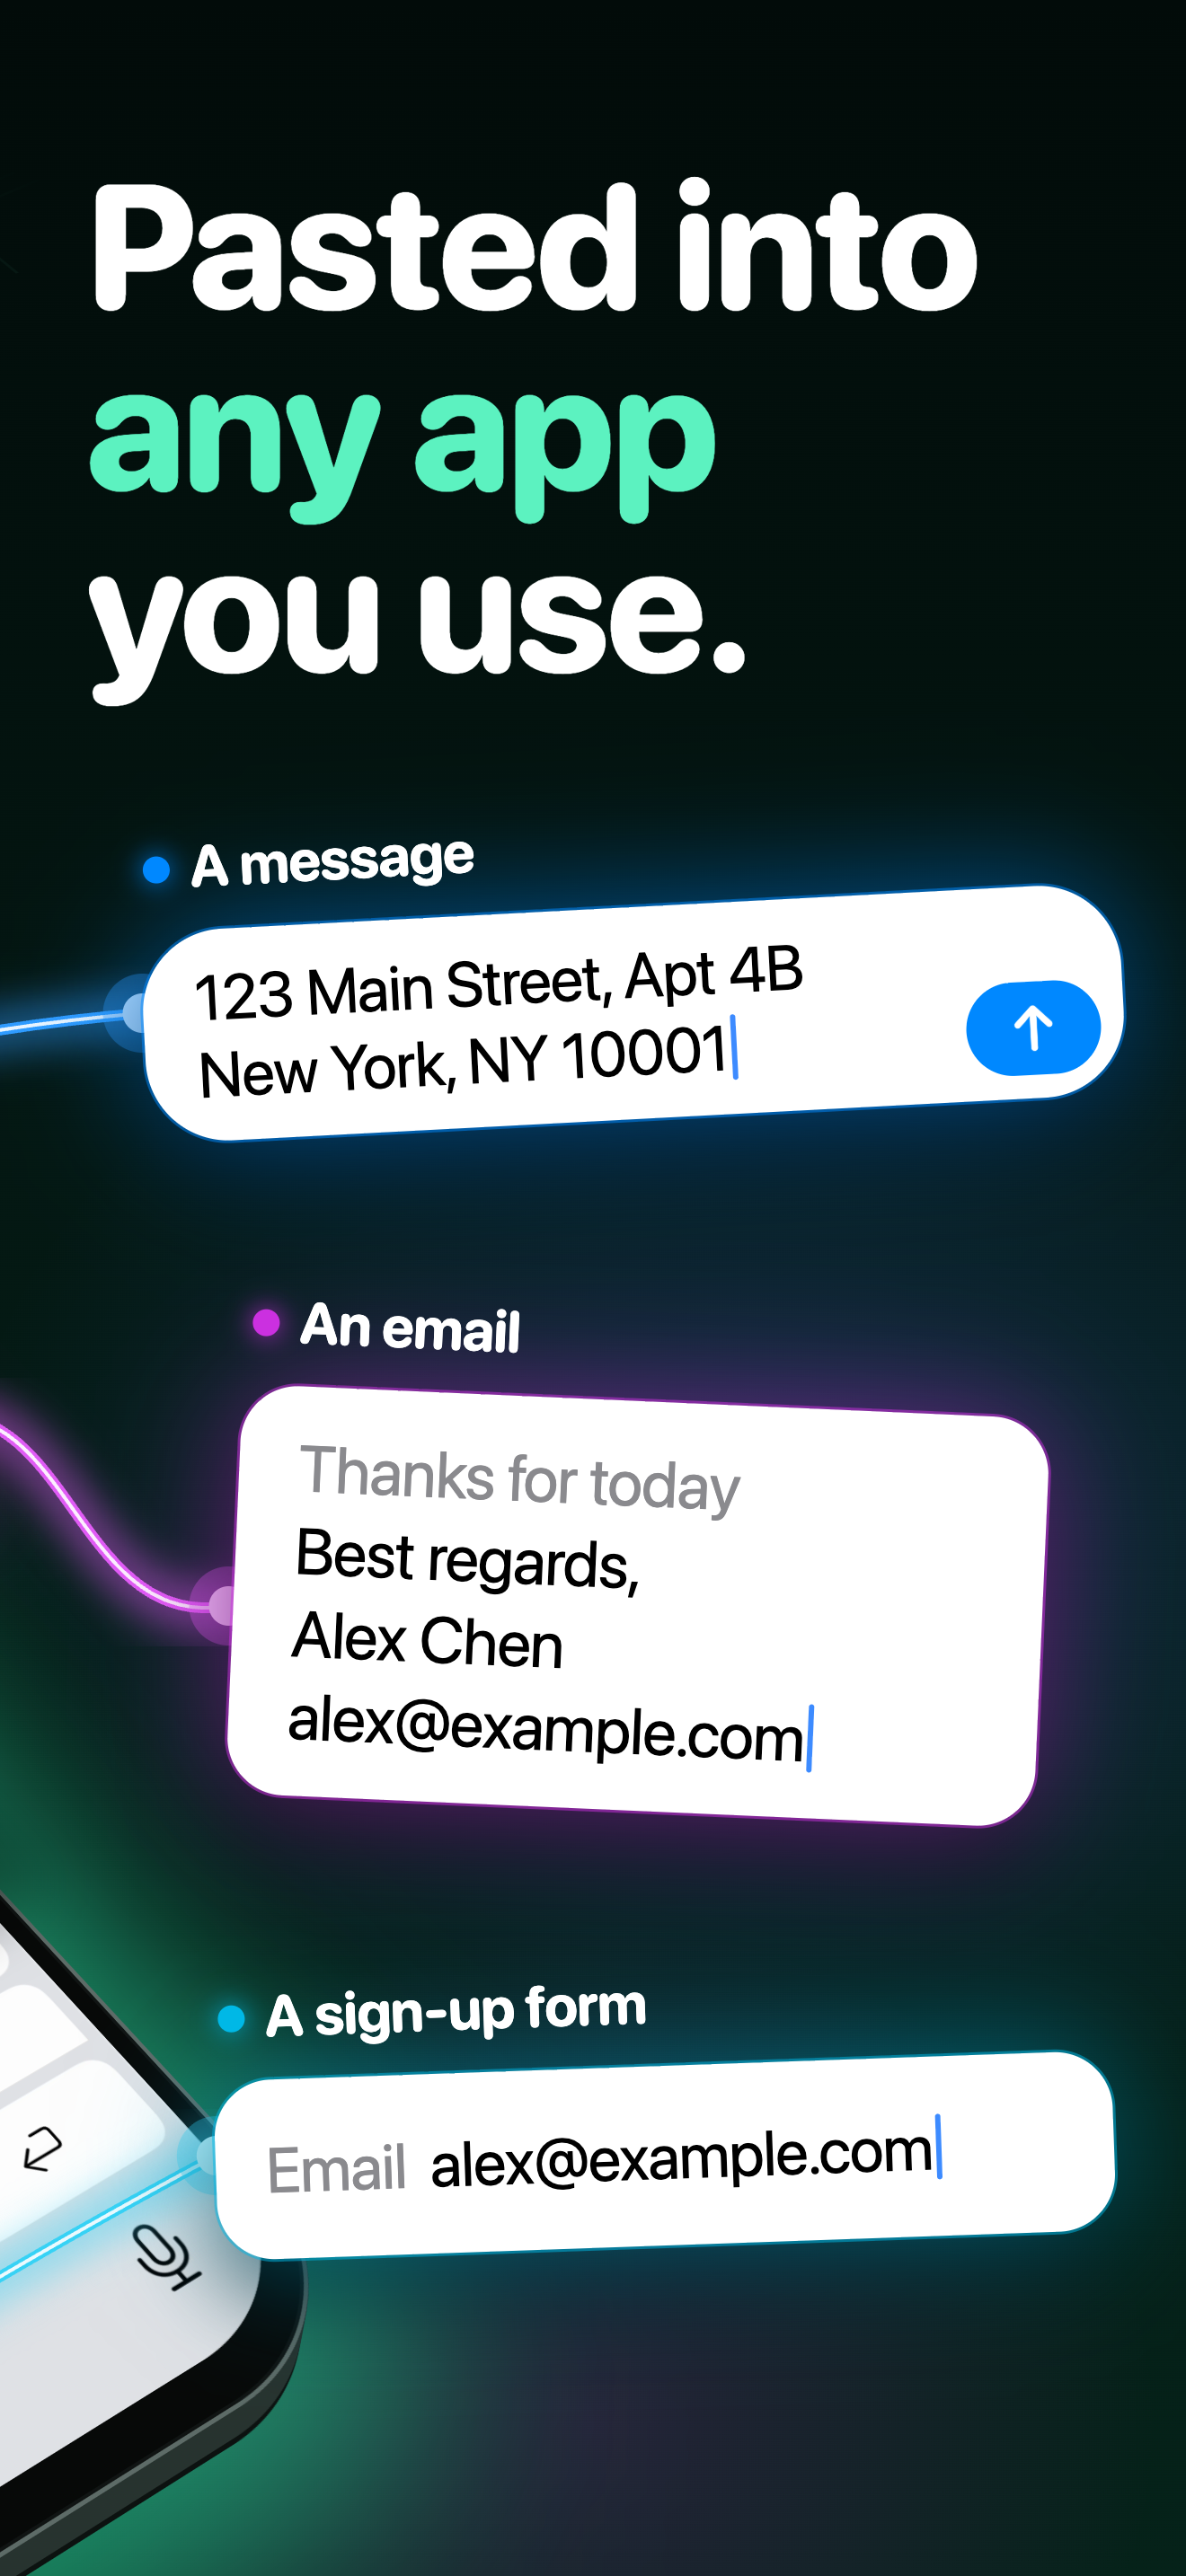 Pasted into
any app
you use.
A message
123 Main Street, Apt 4B
New York, NY 10001
An email
Thanks for today
Best regards,
Alex Chen
alex@example.com
A sign-up form
Email alex@example.com